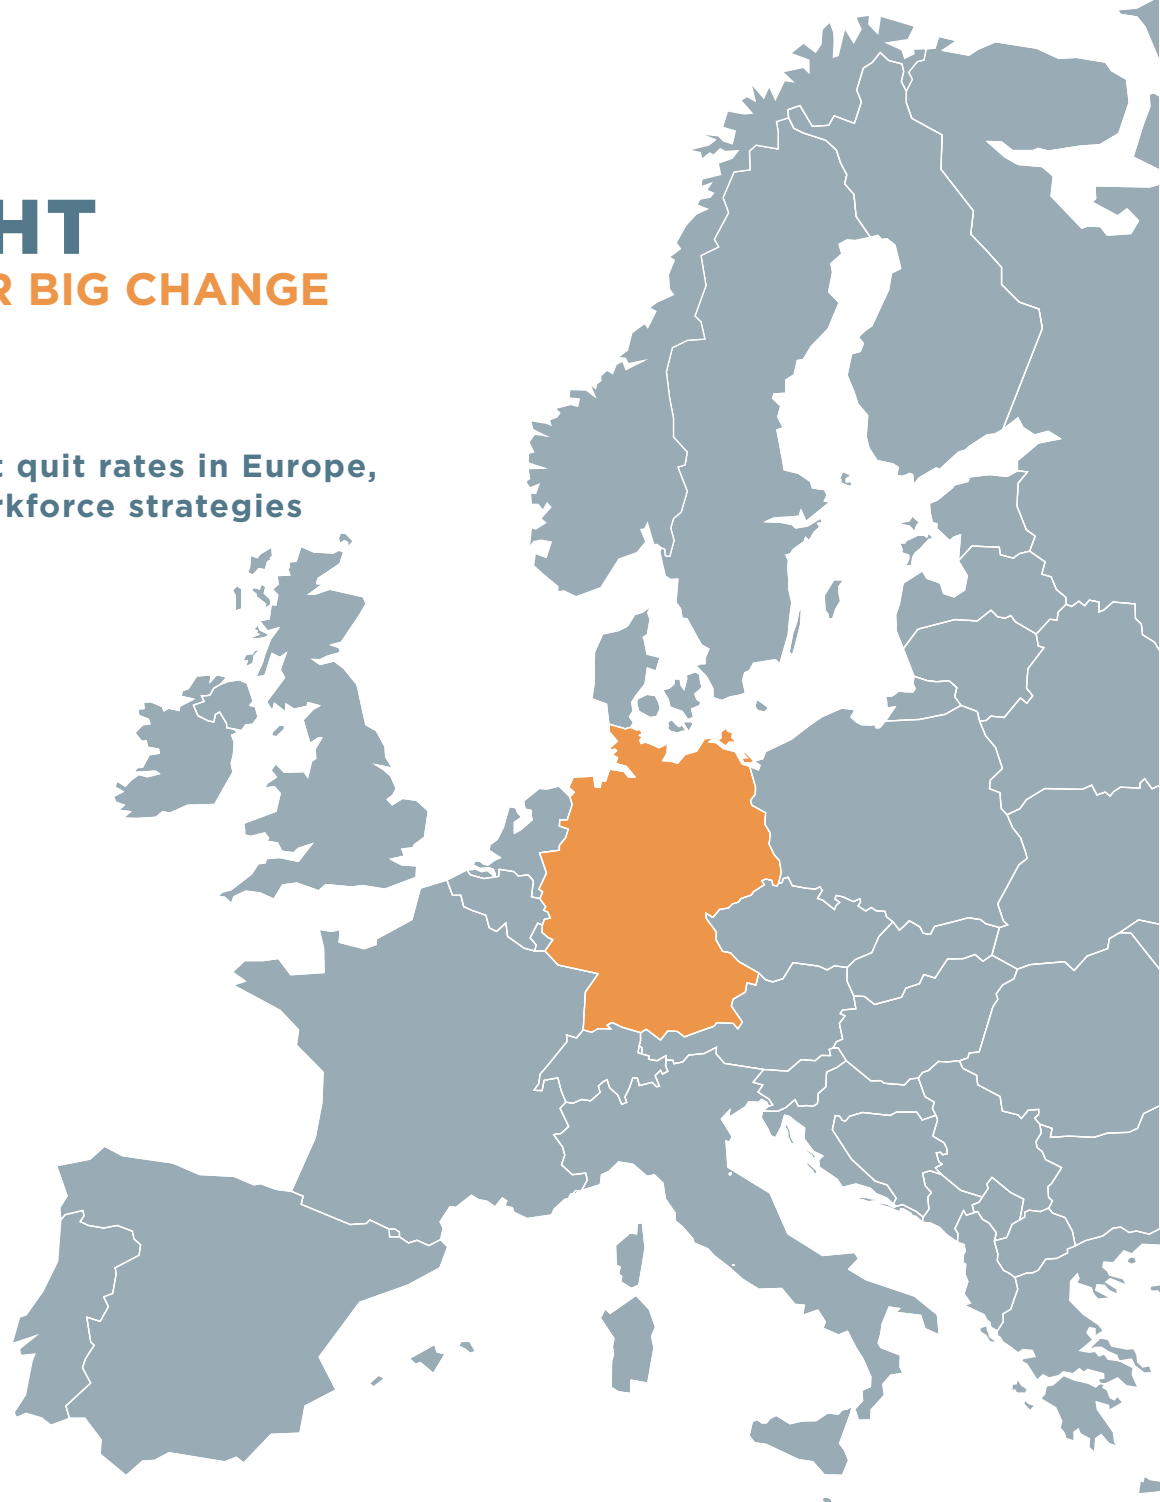 HT
R BIG CHANGE
t quit rates in Europe,
rkforce strategies